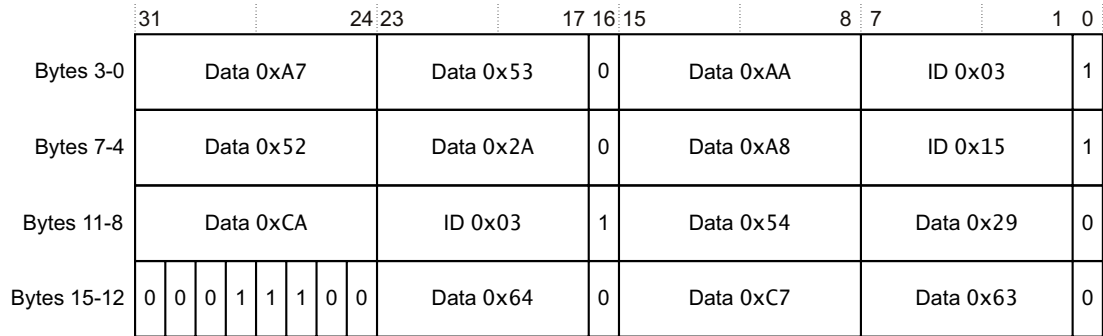 31 24 23 17 16 15 8 7 1 0
Bytes 3-0 Data 0xA7 Data 0x53 0 Data 0xAA ID 0x03 1
Bytes 7-4 Data 0x52 Data 0x2A 0 Data 0xA8 ID 0x15 1
Bytes 11-8 Data 0xCA ID 0x03 1 Data 0x54 Data 0x29 0
Bytes 15-12 0 0 0 1 1 1 0 0 Data 0x64 0 Data 0xC7 Data 0x63 0